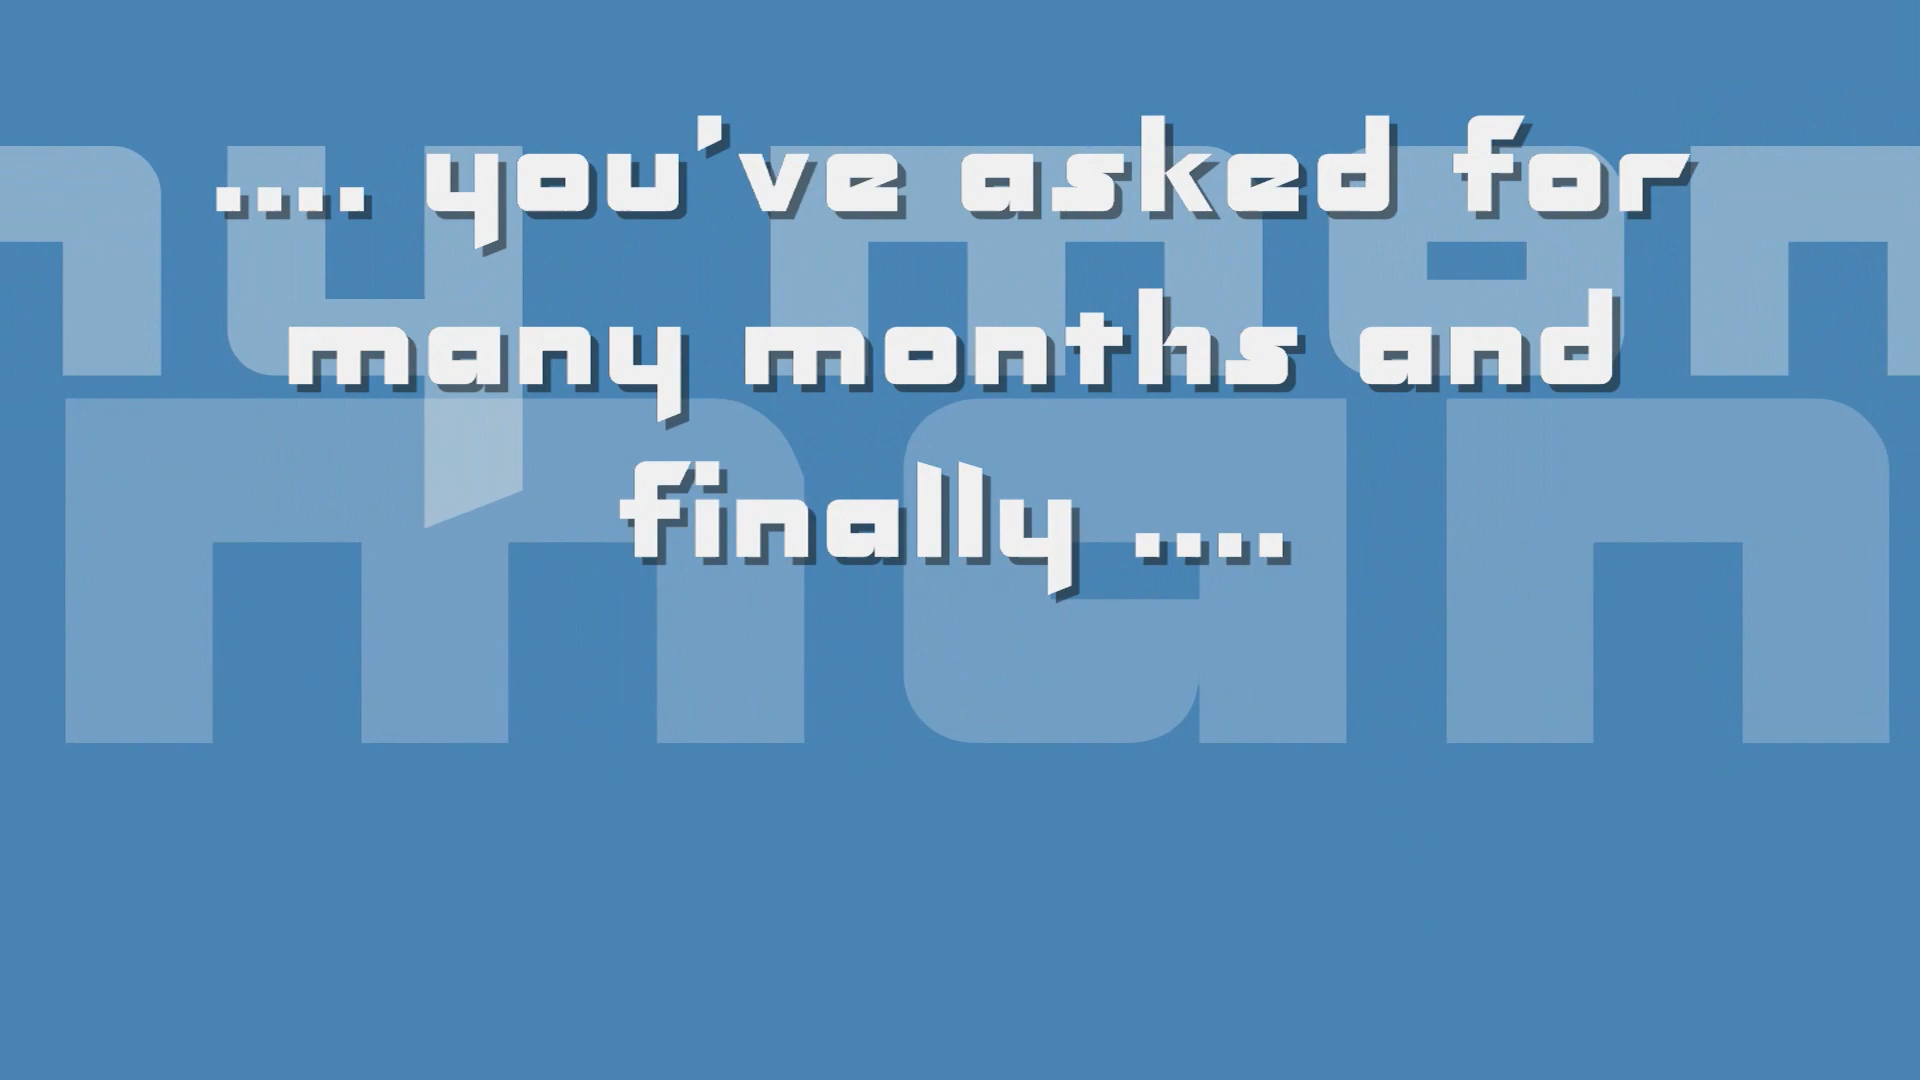 .... you've asked for
many months and
finally ....